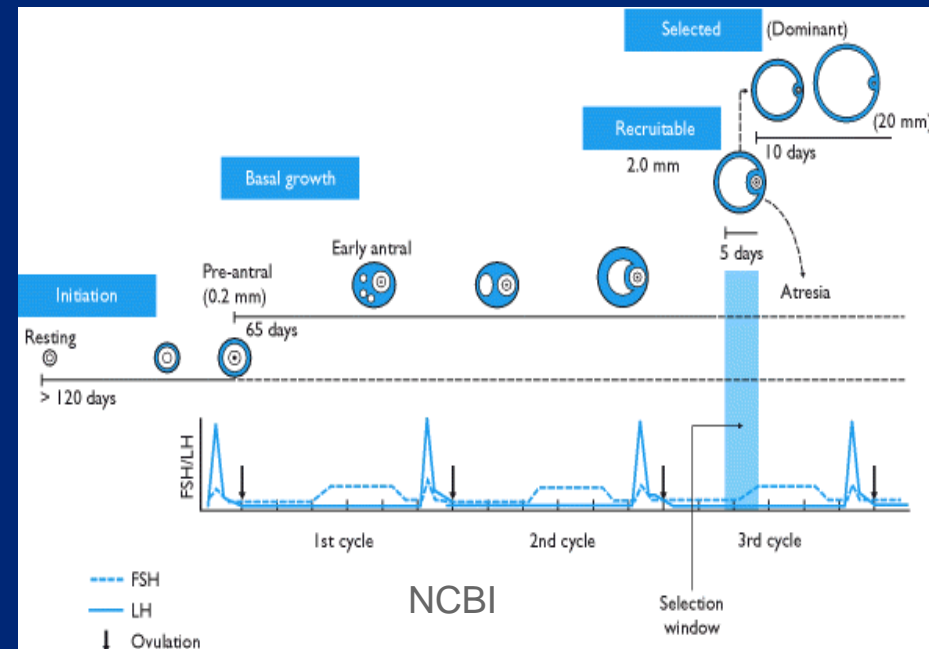 Selected
(Dominant)
(20 mm)
Recruitable
2.0 mm
10 days
Basal growth
5 days
Early antral
Pre-antral
(0.2 mm)
Atresia
Initiation
65 days
Resting
> 120 days
FSH/LH
1st cycle
2nd cycle
3rd cycle
FSH
LH
Ovulation
NCBI
Selection
window